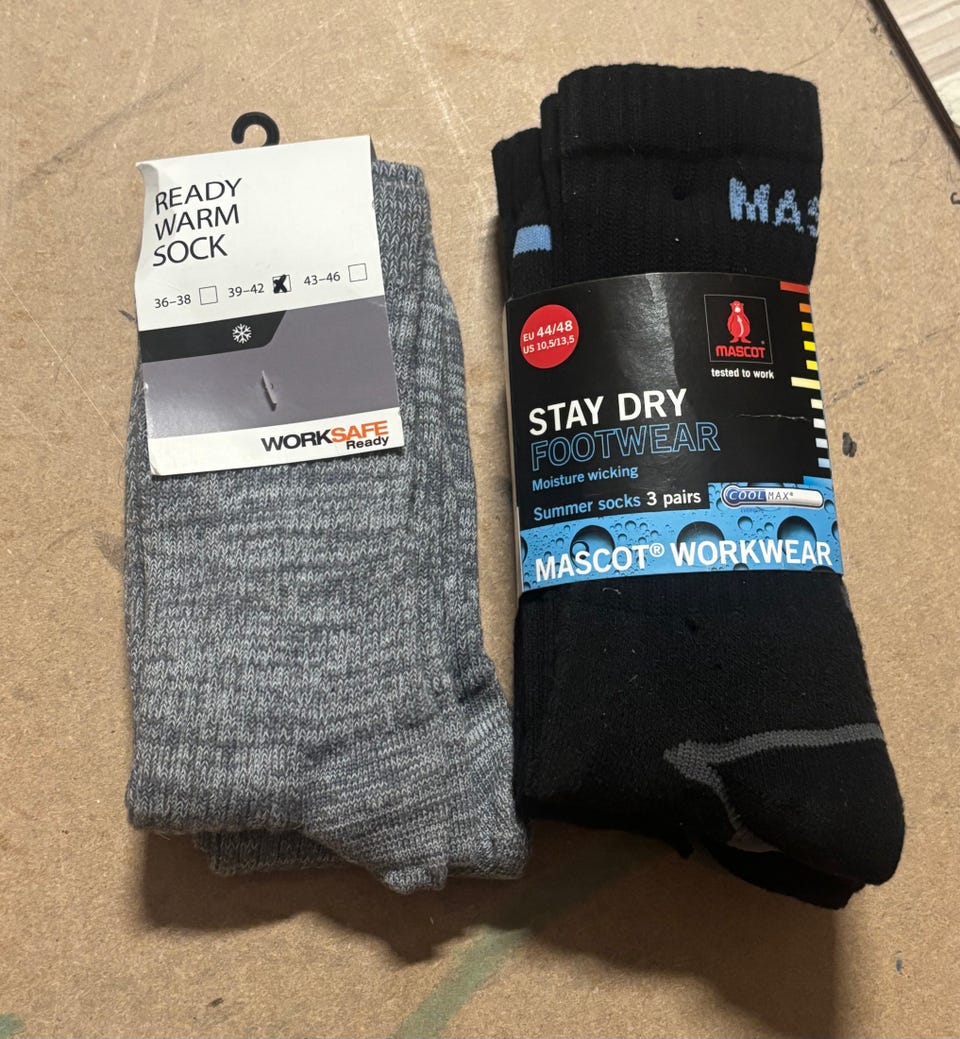 READY
WARM
SOCK
36–38 39–42 43–46
WORKSAFE
Ready
MAS
EU 44/48
US 10,5/13,5
MASCOT
tested to work
STAY DRY
FOOTWEAR
Moisture wicking
Summer socks 3 pairs
COOLMAX®
MASCOT® WORKWEAR